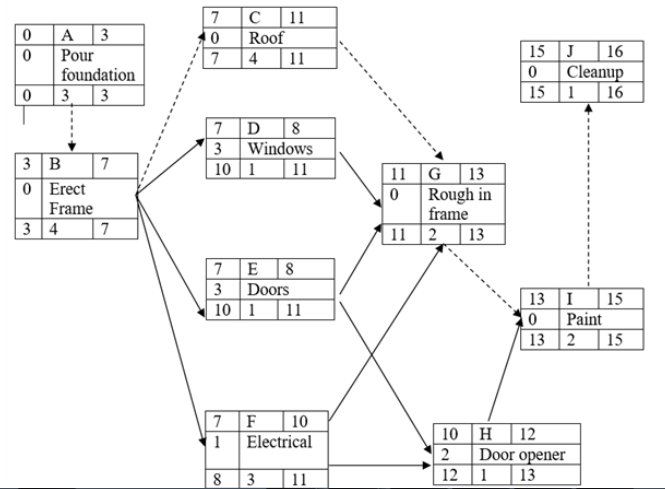 0 A 3
0 Pour
foundation
0 3 3
3 B 7
0 Erect
Frame
3 4 7
7 C 11
0 Roof
7 4 11
7 D 8
3 Windows
10 1 11
7 E 8
3 Doors
10 1 11
7 F 10
1 Electrical
8 3 11
11 G 13
0 Rough in
frame
11 2 13
10 H 12
2 Door opener
12 1 13
13 I 15
0 Paint
13 2 15
15 J 16
0 Cleanup
15 1 16